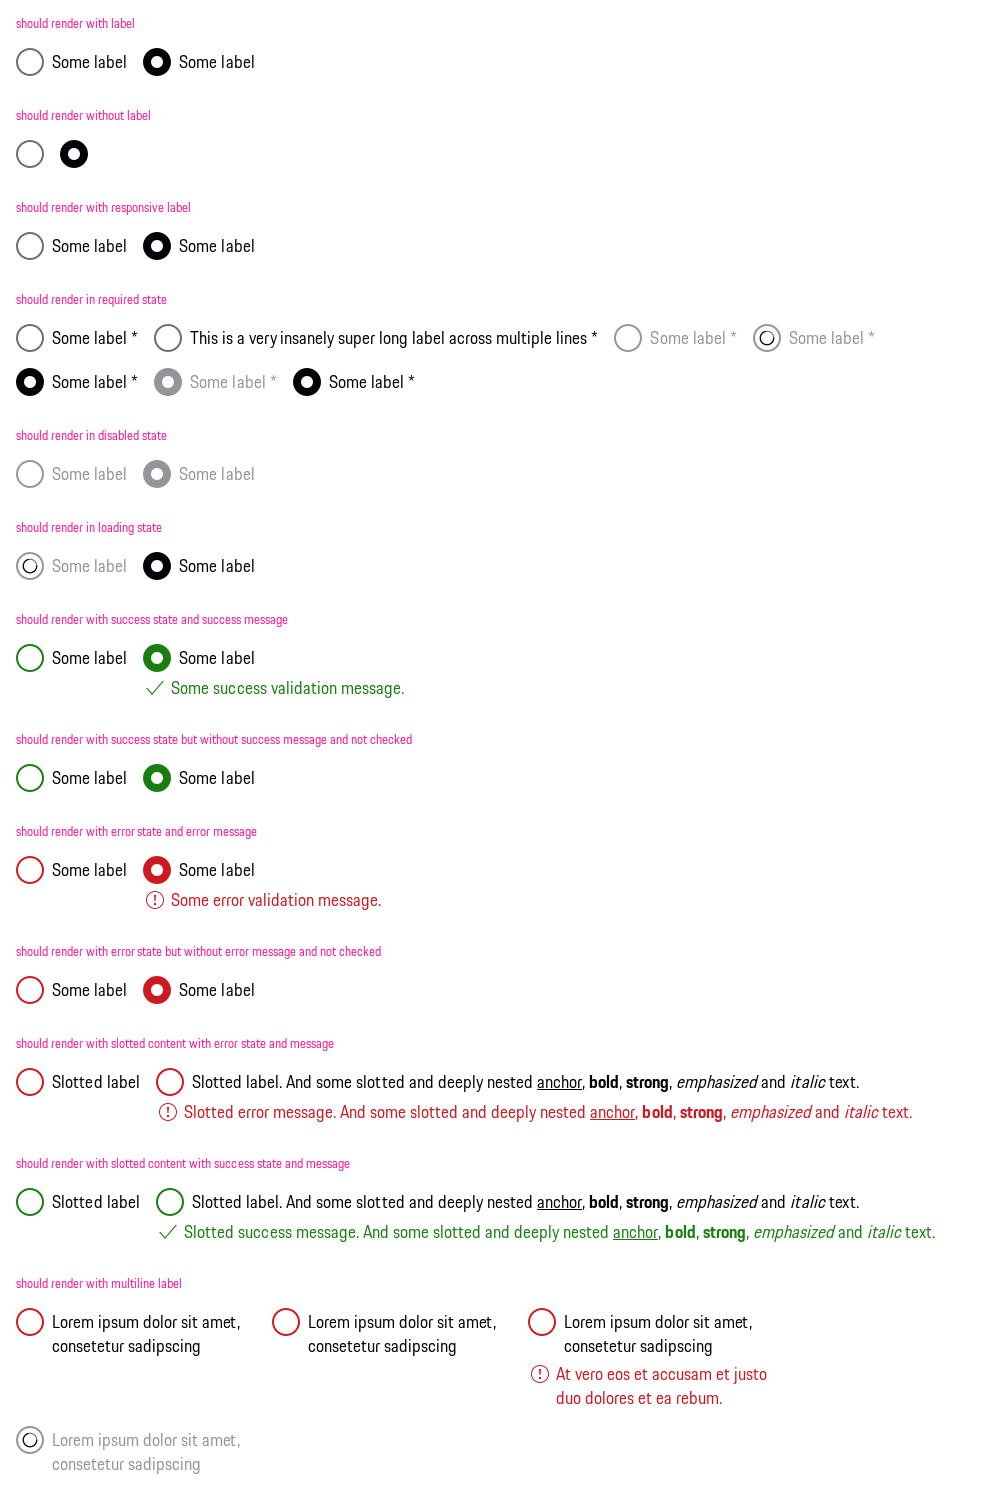 should render with label
Some label Some label
should render without label
should render with responsive label
Some label Some label
should render in required state
Some label * This is a very insanely super long label across multiple lines * Some label * Some label *
Some label * Some label * Some label *
should render in disabled state
Some label Some label
should render in loading state
Some label Some label
should render with success state and success message
Some label Some label
Some success validation message.
should render with success state but without success message and not checked
Some label Some label
should render with error state and error message
Some label Some label
Some error validation message.
should render with error state but without error message and not checked
Some label Some label
should render with slotted content with error state and message
Slotted label Slotted label. And some slotted and deeply nested anchor, bold, strong, emphasized and italic text.
Slotted error message. And some slotted and deeply nested anchor, bold, strong, emphasized and italic text.
should render with slotted content with success state and message
Slotted label Slotted label. And some slotted and deeply nested anchor, bold, strong, emphasized and italic text.
Slotted success message. And some slotted and deeply nested anchor, bold, strong, emphasized and italic text.
should render with multiline label
Lorem ipsum dolor sit amet, Lorem ipsum dolor sit amet, Lorem ipsum dolor sit amet,
consetetur sadipscing consetetur sadipscing consetetur sadipscing
At vero eos et accusam et justo
duo dolores et ea rebum.
Lorem ipsum dolor sit amet,
consetetur sadipscing